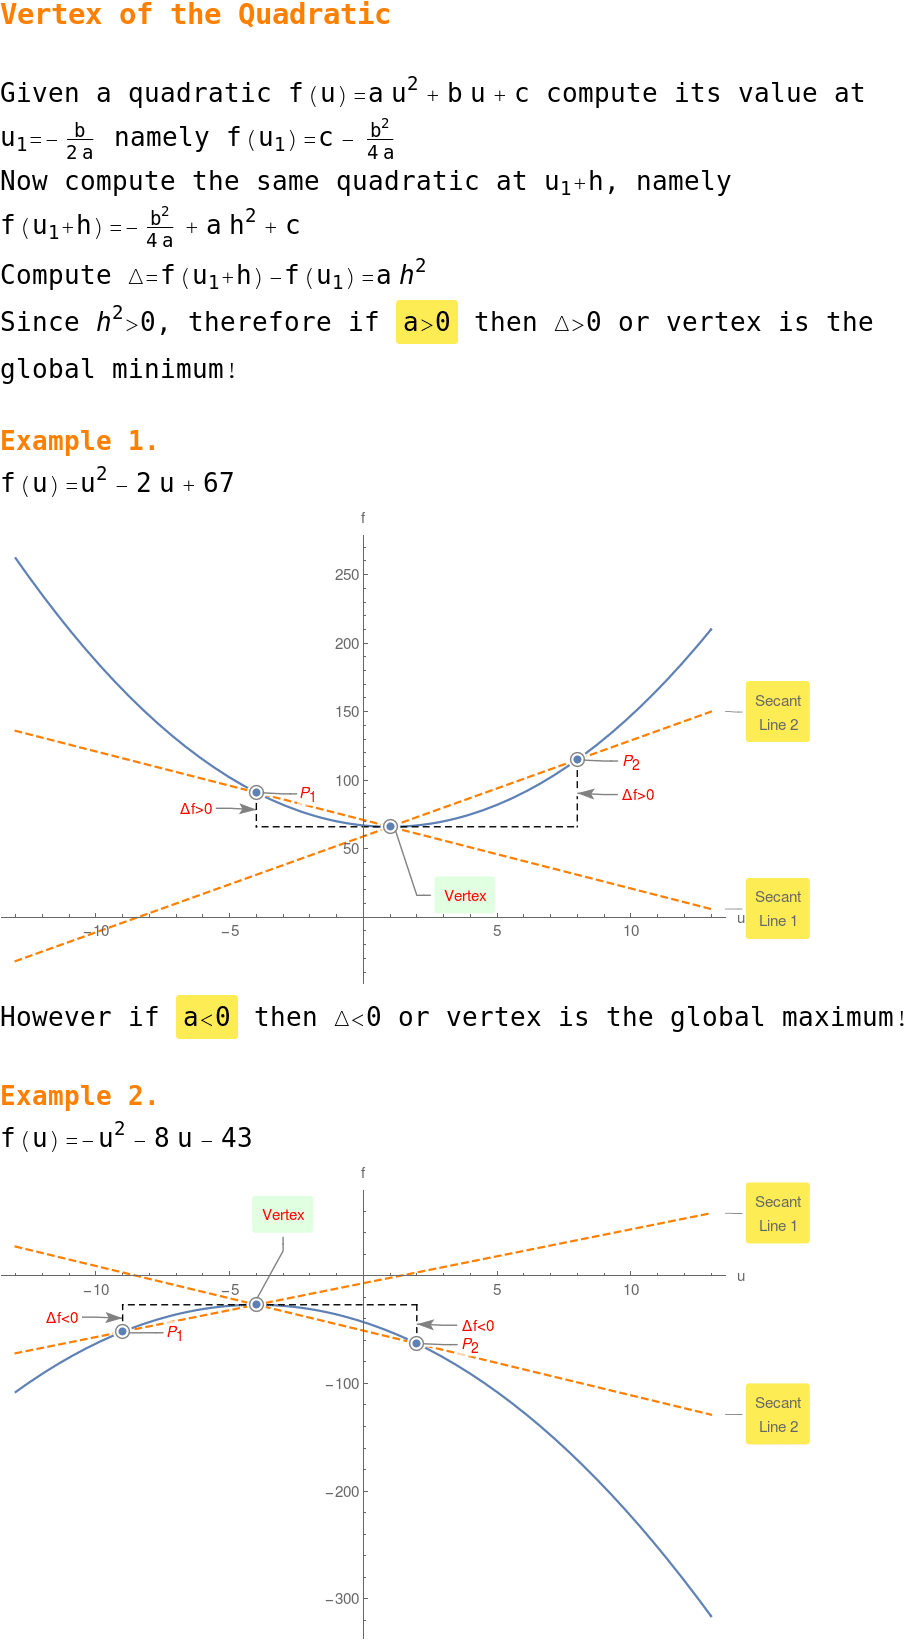 Vertex of the Quadratic
Given a quadratic f(u)=a u² + b u + c compute its value at
u₁=- b/(2 a) namely f(u₁)=c - b²/(4 a)
Now compute the same quadratic at u₁+h, namely
f(u₁+h)=- b²/(4 a) + a h² + c
Compute Δ=f(u₁+h)-f(u₁)=a h²
Since h²>0, therefore if a>0 then Δ>0 or vertex is the
global minimum!
Example 1.
f(u)=u² - 2 u + 67
f
250
200
150
Secant
Line 2
100
P₂
P₁
Δf>0
Δf>0
50
Vertex
Secant
Line 1
u
-10
-5
5
10
However if a<0 then Δ<0 or vertex is the global maximum!
Example 2.
f(u)=-u² - 8 u - 43
f
Secant
Line 1
Vertex
u
-10
-5
5
10
Δf<0
P₁
Δf<0
P₂
-100
Secant
Line 2
-200
-300